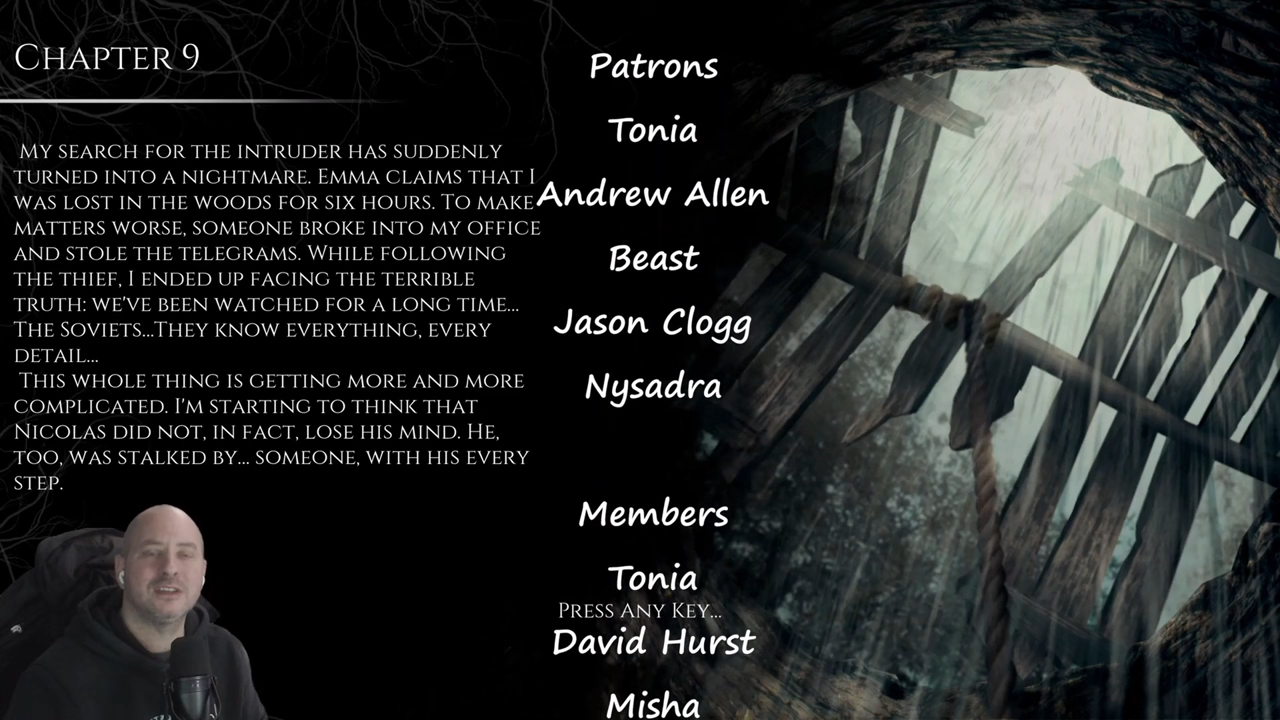 Chapter 9
My search for the intruder has suddenly
turned into a nightmare. Emma claims that I
was lost in the woods for six hours. To make
matters worse, someone broke into my office
and stole the telegrams. While following
the thief, I ended up facing the terrible
truth: we've been watched for a long time...
The Soviets...They know everything, every
detail...
This whole thing is getting more and more
complicated. I'm starting to think that
Nicolas did not, in fact, lose his mind. He,
too, was stalked by... someone, with his every
step.
Patrons
Tonia
Andrew Allen
Beast
Jason Clogg
Nysadra
Members
Tonia
Press Any Key...
David Hurst
Misha